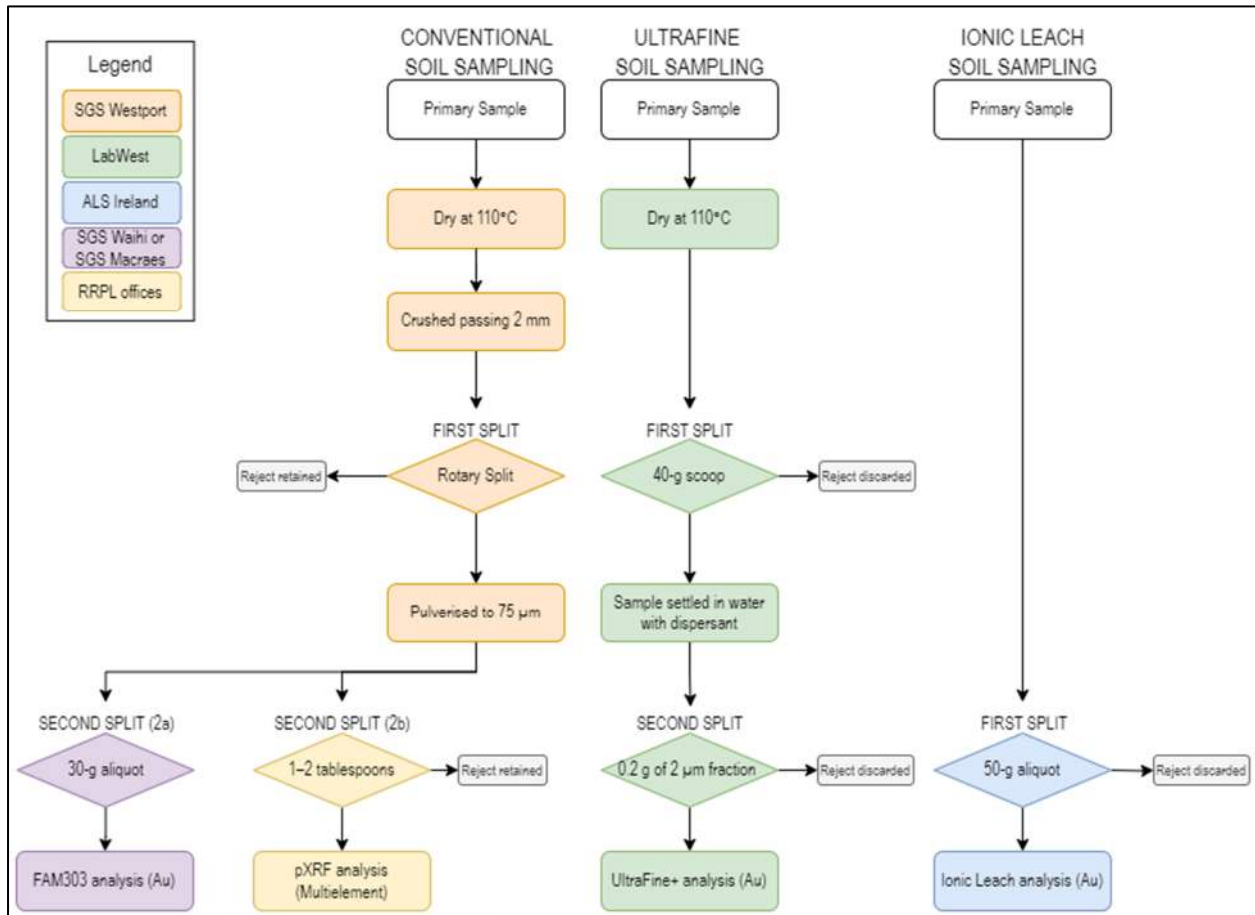 Legend
SGS Westport
LabWest
ALS Ireland
SGS Waihi or
SGS Macraes
RRPL offices
CONVENTIONAL
SOIL SAMPLING
Primary Sample
Dry at 110°C
Crushed passing 2 mm
FIRST SPLIT
Rotary Split
Reject retained
Pulverised to 75 µm
SECOND SPLIT (2a)
30-g aliquot
FAM303 analysis (Au)
SECOND SPLIT (2b)
1–2 tablespoons
Reject retained
pXRF analysis
(Multielement)
ULTRAFINE
SOIL SAMPLING
Primary Sample
Dry at 110°C
FIRST SPLIT
40-g scoop
Reject discarded
Sample settled in water
with dispersant
SECOND SPLIT
0.2 g of 2 µm fraction
Reject discarded
UltraFine+ analysis (Au)
IONIC LEACH
SOIL SAMPLING
Primary Sample
FIRST SPLIT
50-g aliquot
Reject discarded
Ionic Leach analysis (Au)